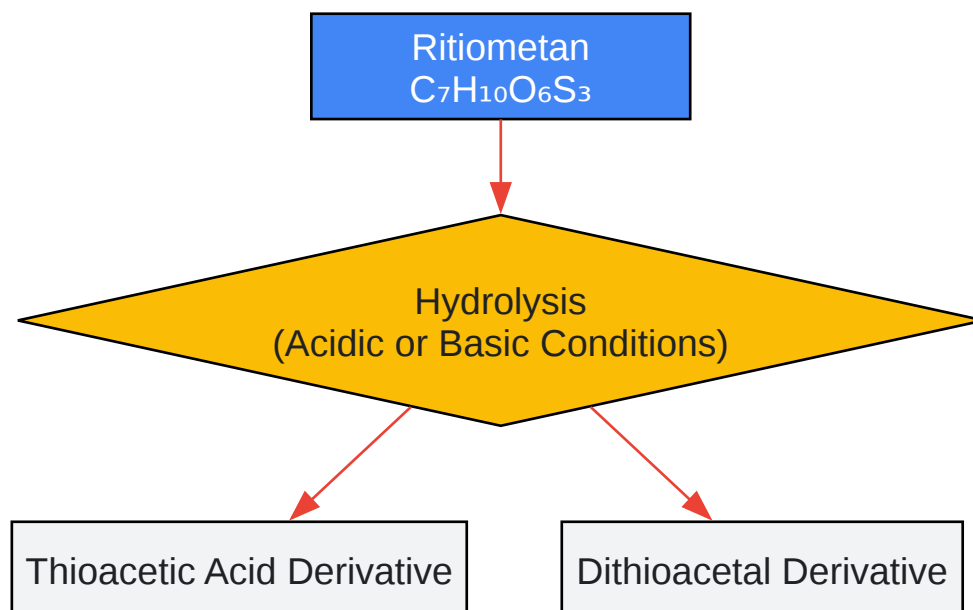 Ritiometan
C₇H₁₀O₆S₃
Hydrolysis
(Acidic or Basic Conditions)
Thioacetic Acid Derivative
Dithioacetal Derivative